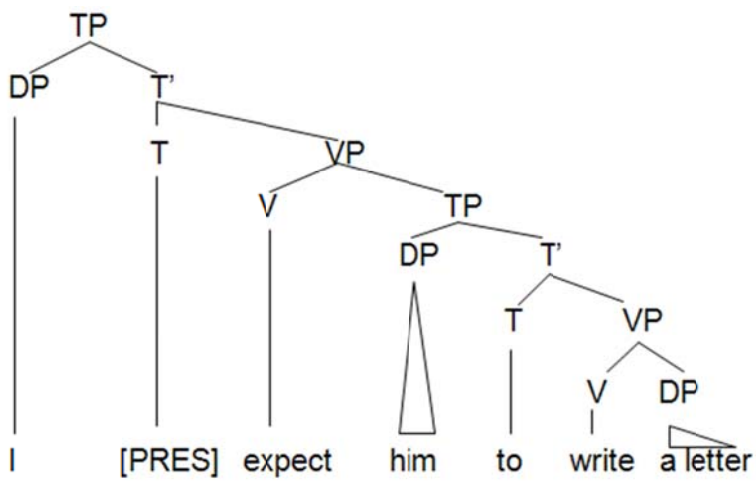 TP
DP T’
T VP
V TP
DP T’
T VP
V DP
I [PRES] expect him to write a letter